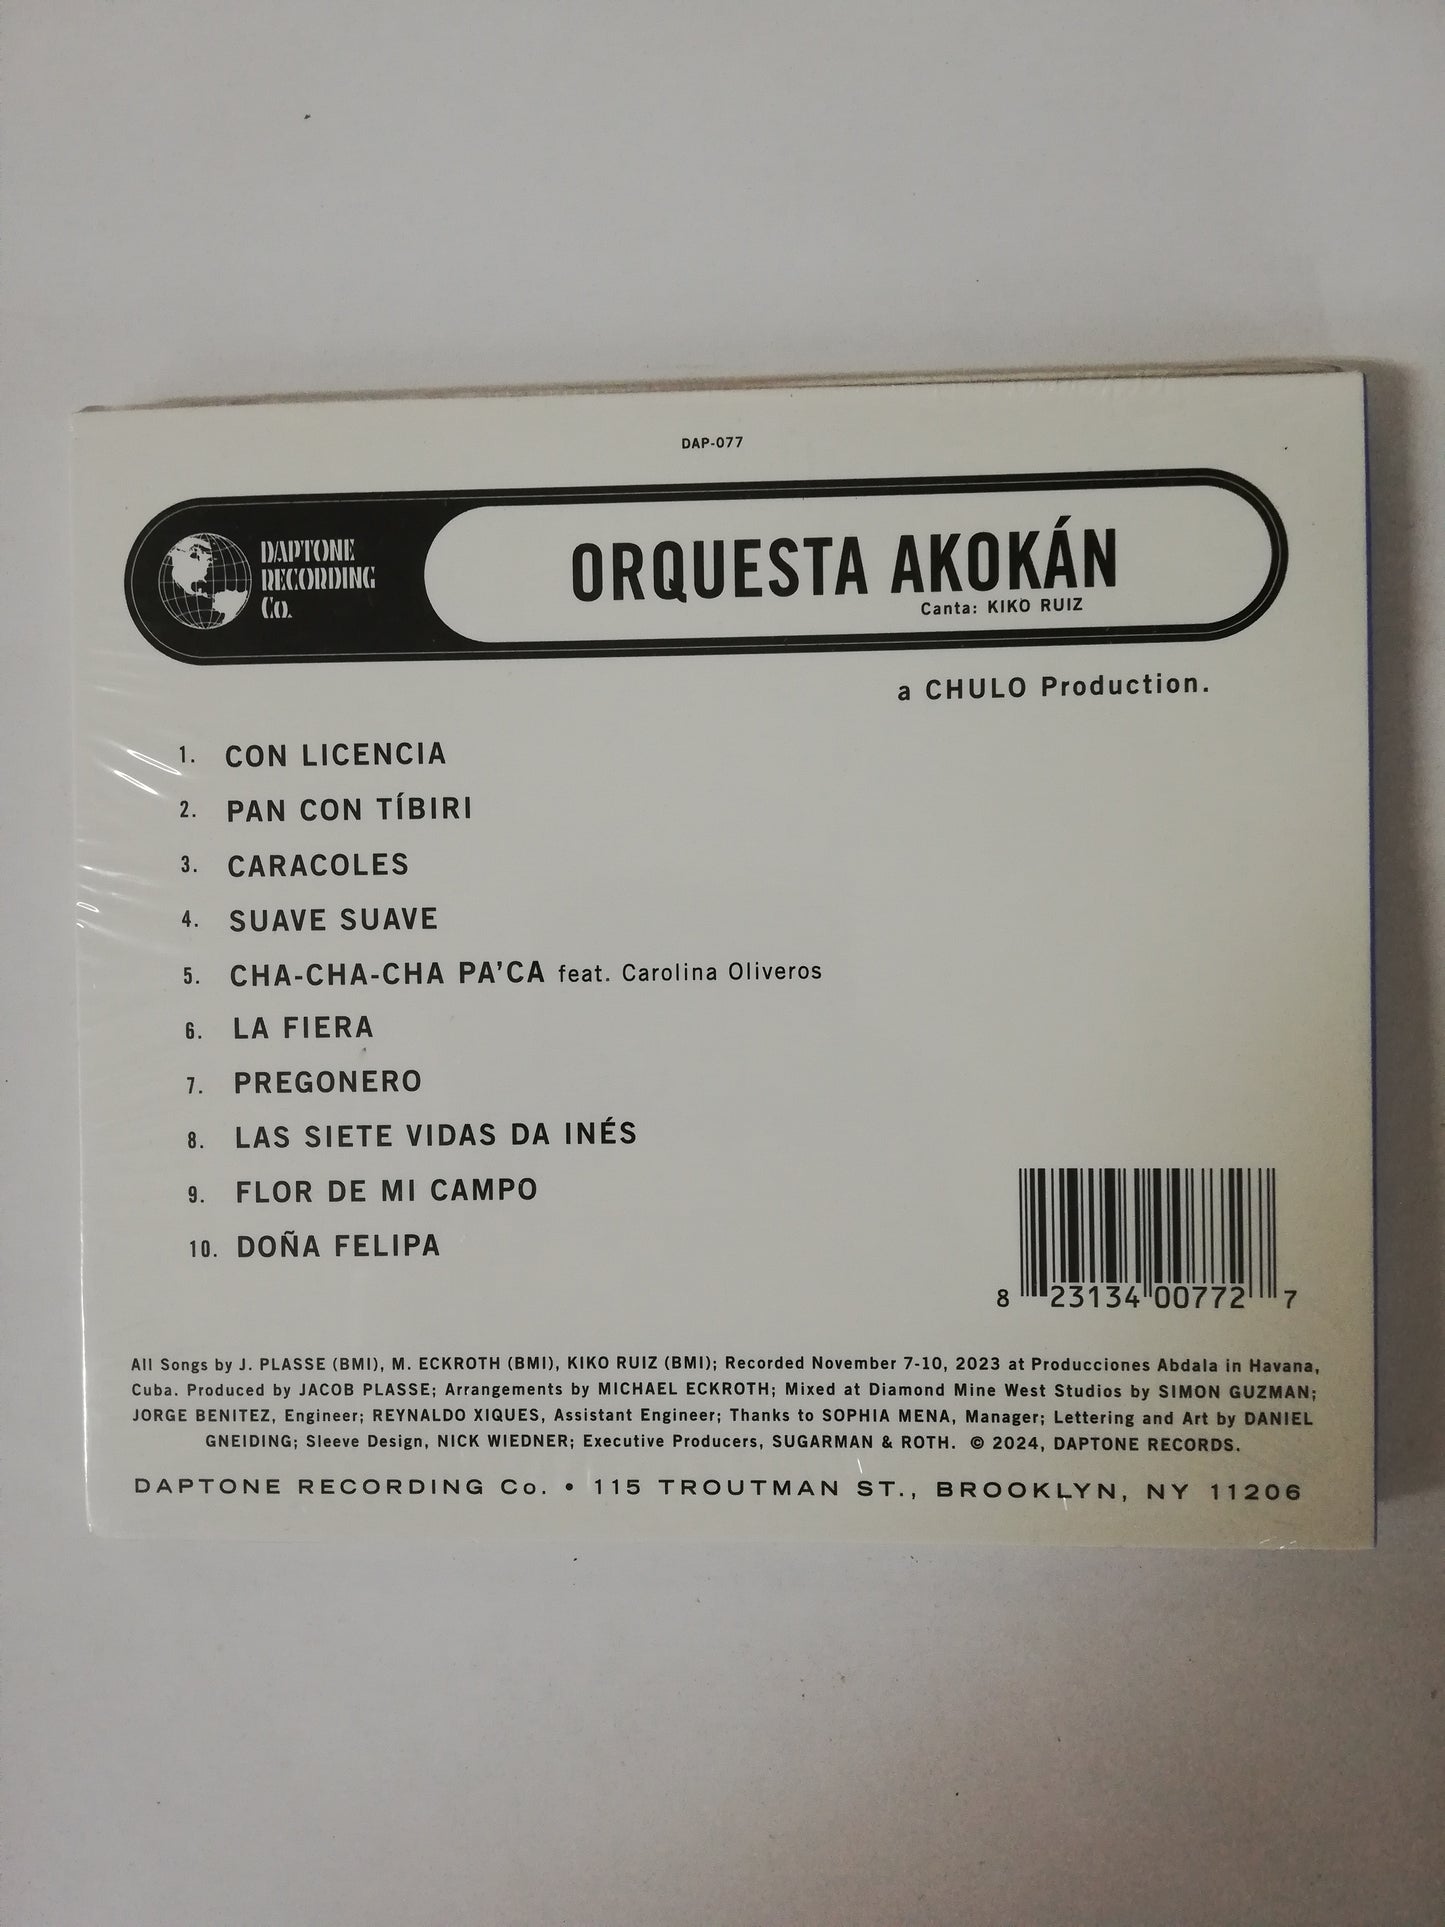 DAP-077
DAPTONE
RECORDING
Co.
ORQUESTA AKOKÁN
Canta: KIKO RUIZ
a CHULO Production.
1. CON LICENCIA
2. PAN CON TÍBIRI
3. CARACOLES
4. SUAVE SUAVE
5. CHA-CHA-CHA PA'CA feat. Carolina Oliveros
6. LA FIERA
7. PREGONERO
8. LAS SIETE VIDAS DA INÉS
9. FLOR DE MI CAMPO
10. DOÑA FELIPA
8 23134 00772 7
All Songs by J. PLASSE (BMI), M. ECKROTH (BMI), KIKO RUIZ (BMI); Recorded November 7-10, 2023 at Producciones Abdala in Havana,
Cuba. Produced by JACOB PLASSE; Arrangements by MICHAEL ECKROTH; Mixed at Diamond Mine West Studios by SIMON GUZMAN;
JORGE BENITEZ, Engineer; REYNALDO XIQUES, Assistant Engineer; Thanks to SOPHIA MENA, Manager; Lettering and Art by DANIEL
GNEIDING; Sleeve Design, NICK WIEDNER; Executive Producers, SUGARMAN & ROTH. © 2024, DAPTONE RECORDS.
DAPTONE RECORDING Co. • 115 TROUTMAN ST., BROOKLYN, NY 11206